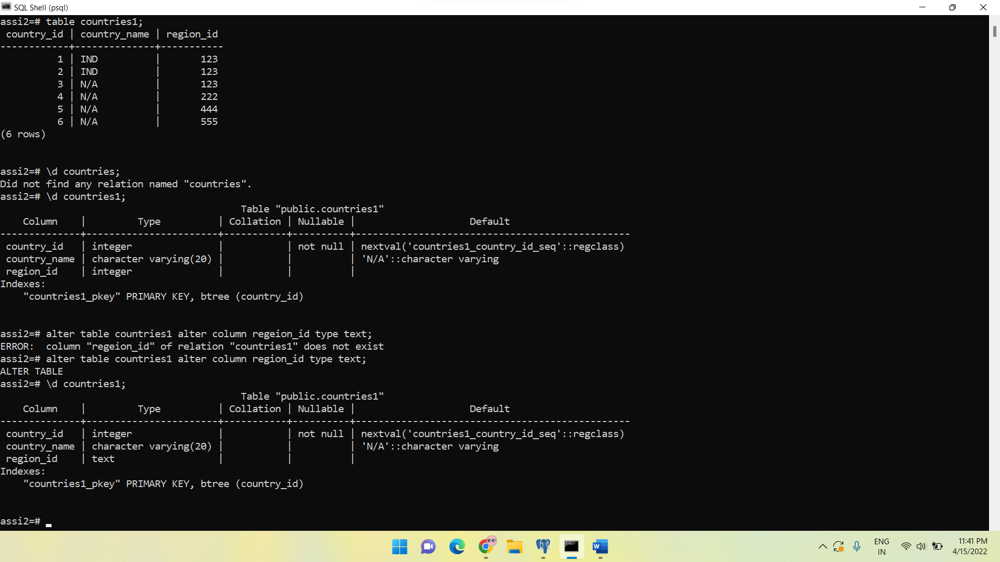 SQL Shell (psql)
assi2=# table countries1;
 country_id | country_name | region_id
------------+--------------+-----------
          1 | IND          |       123
          2 | IND          |       123
          3 | N/A          |       123
          4 | N/A          |       222
          5 | N/A          |       444
          6 | N/A          |       555
(6 rows)
assi2=# \d countries;
Did not find any relation named "countries".
assi2=# \d countries1;
                                          Table "public.countries1"
    Column    |         Type          | Collation | Nullable |                    Default
--------------+-----------------------+-----------+----------+------------------------------------------------
 country_id   | integer               |           | not null | nextval('countries1_country_id_seq'::regclass)
 country_name | character varying(20) |           |          | 'N/A'::character varying
 region_id    | integer               |           |          |
Indexes:
    "countries1_pkey" PRIMARY KEY, btree (country_id)
assi2=# alter table countries1 alter column regeion_id type text;
ERROR:  column "regeion_id" of relation "countries1" does not exist
assi2=# alter table countries1 alter column region_id type text;
ALTER TABLE
assi2=# \d countries1;
                                          Table "public.countries1"
    Column    |         Type          | Collation | Nullable |                    Default
--------------+-----------------------+-----------+----------+------------------------------------------------
 country_id   | integer               |           | not null | nextval('countries1_country_id_seq'::regclass)
 country_name | character varying(20) |           |          | 'N/A'::character varying
 region_id    | text                  |           |          |
Indexes:
    "countries1_pkey" PRIMARY KEY, btree (country_id)
assi2=#
W
ENG
IN
11:41 PM
4/15/2022